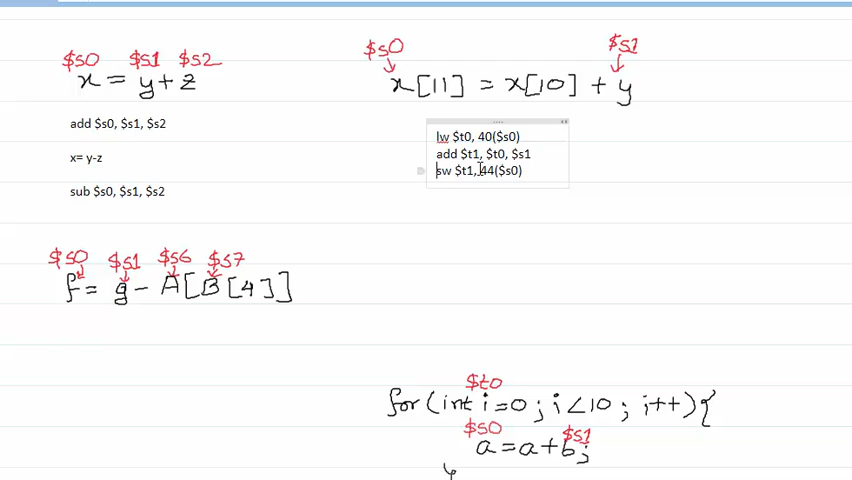 $s0 $s1 $s2
x = y + z
add $s0, $s1, $s2
x= y-z
sub $s0, $s1, $s2
$s0 $s1
x[11] = x[10] + y
lw $t0, 40($s0)
add $t1, $t0, $s1
sw $t1, 44($s0)
$s0 $s1 $s6 $s7
f = g - A[B[4]]
$t0
for(int i=0; i<10; i++){
$s0 $s1
a = a + b;